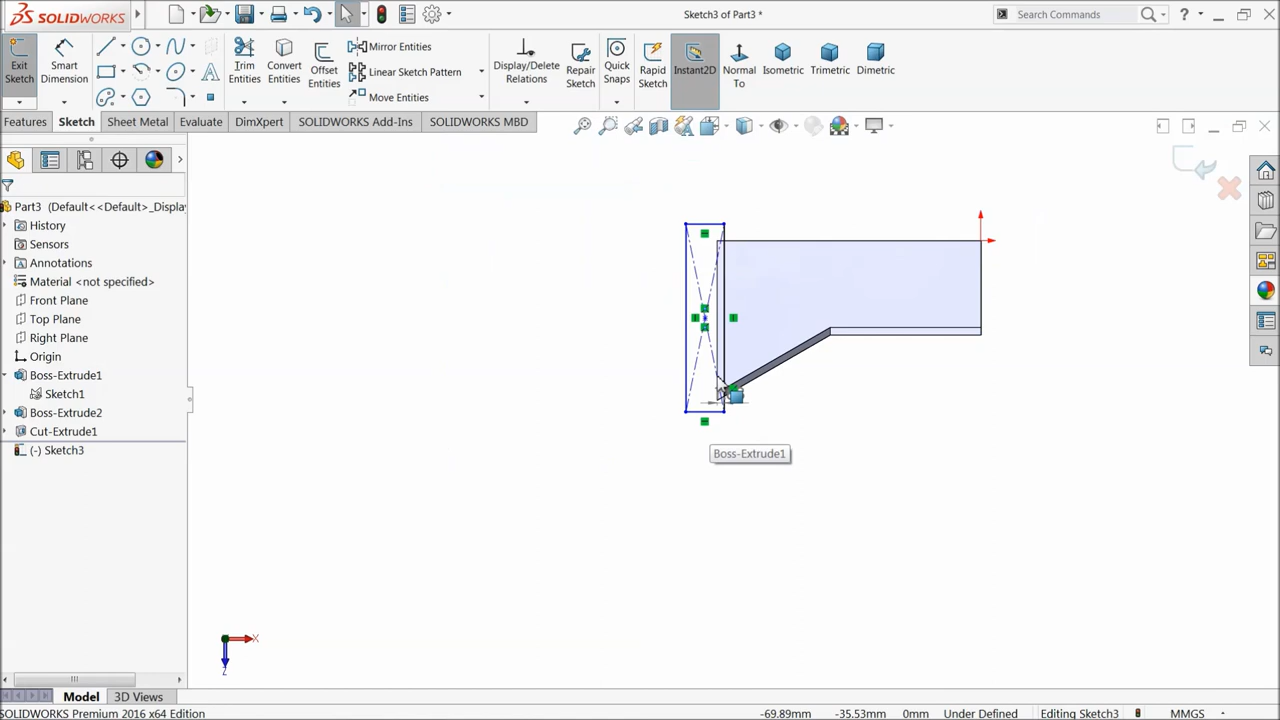 SOLIDWORKS
Sketch3 of Part3 *
Search Commands
?
Exit Sketch
Smart Dimension
Trim Entities
Convert Entities
Offset Entities
Mirror Entities
Linear Sketch Pattern
Move Entities
Display/Delete Relations
Repair Sketch
Quick Snaps
Rapid Sketch
Instant2D
Normal To
Isometric
Trimetric
Dimetric
Features
Sketch
Sheet Metal
Evaluate
DimXpert
SOLIDWORKS Add-Ins
SOLIDWORKS MBD
Part3 (Default<<Default>_Display
History
Sensors
Annotations
Material <not specified>
Front Plane
Top Plane
Right Plane
Origin
Boss-Extrude1
Sketch1
Boss-Extrude2
Cut-Extrude1
(-) Sketch3
Boss-Extrude1
X
Z
Model
3D Views
SOLIDWORKS Premium 2016 x64 Edition
-69.89mm
-35.53mm
0mm
Under Defined
Editing Sketch3
MMGS